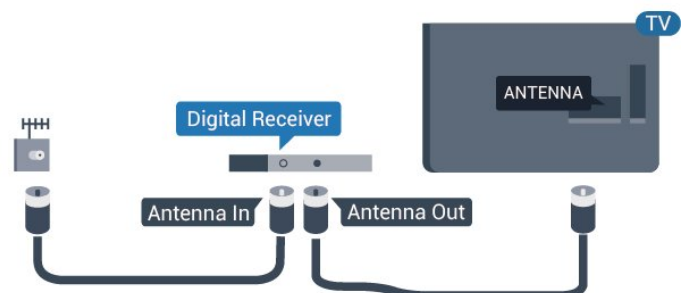 TV
ANTENNA
Digital Receiver
Antenna In
Antenna Out